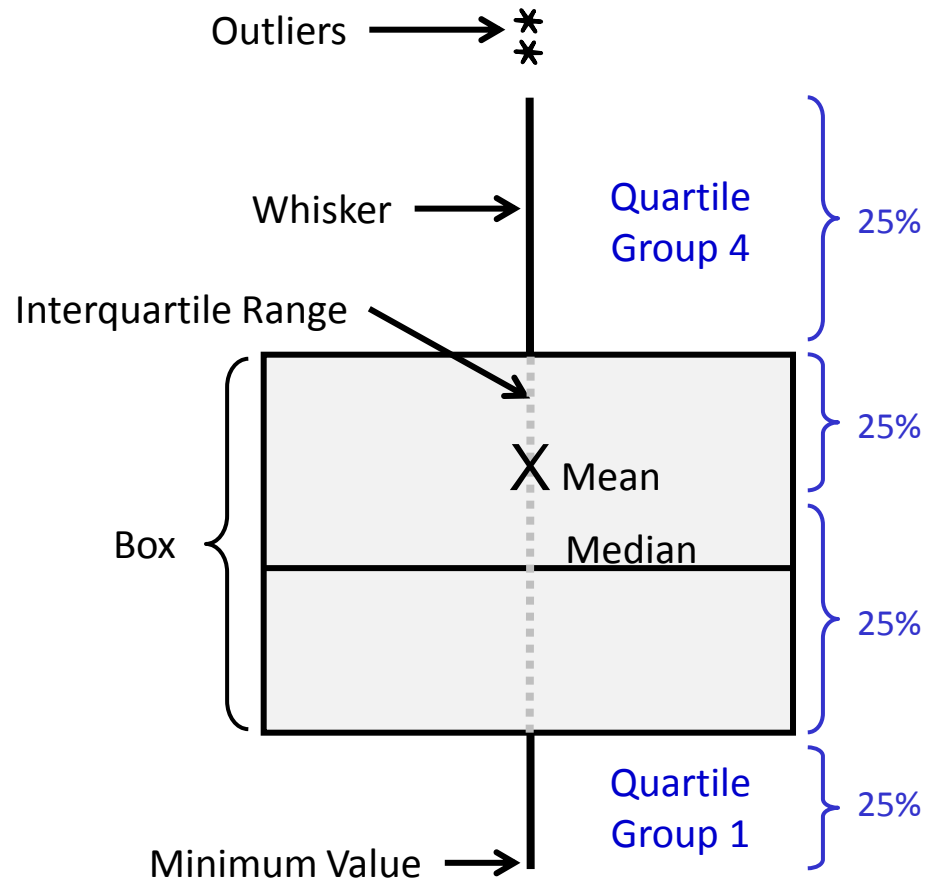 Outliers
**
Whisker
Quartile
Group 4
25%
Interquartile Range
25%
X Mean
Box
Median
25%
Quartile
Group 1
25%
Minimum Value